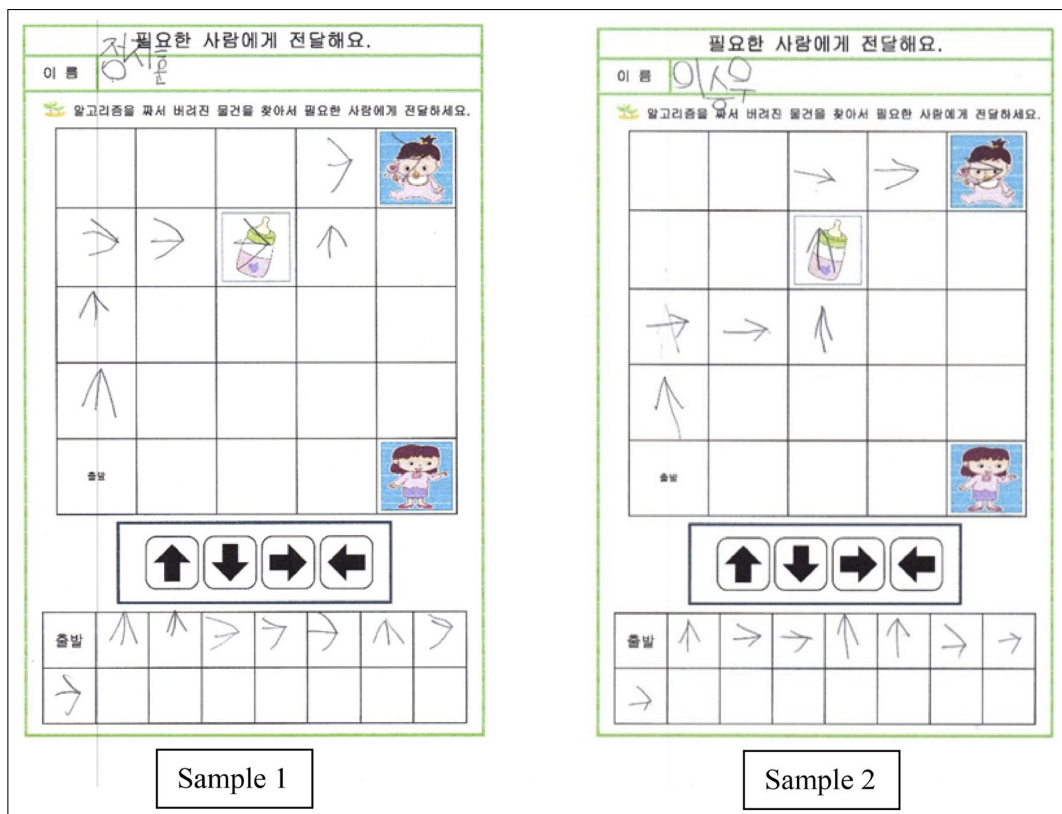 필요한 사람에게 전달해요.
이 름 정지훈
알고리즘을 짜서 버려진 물건을 찾아서 필요한 사람에게 전달하세요.
출발
출발
Sample 1
필요한 사람에게 전달해요.
이 름 이승우
알고리즘을 짜서 버려진 물건을 찾아서 필요한 사람에게 전달하세요.
출발
출발
Sample 2